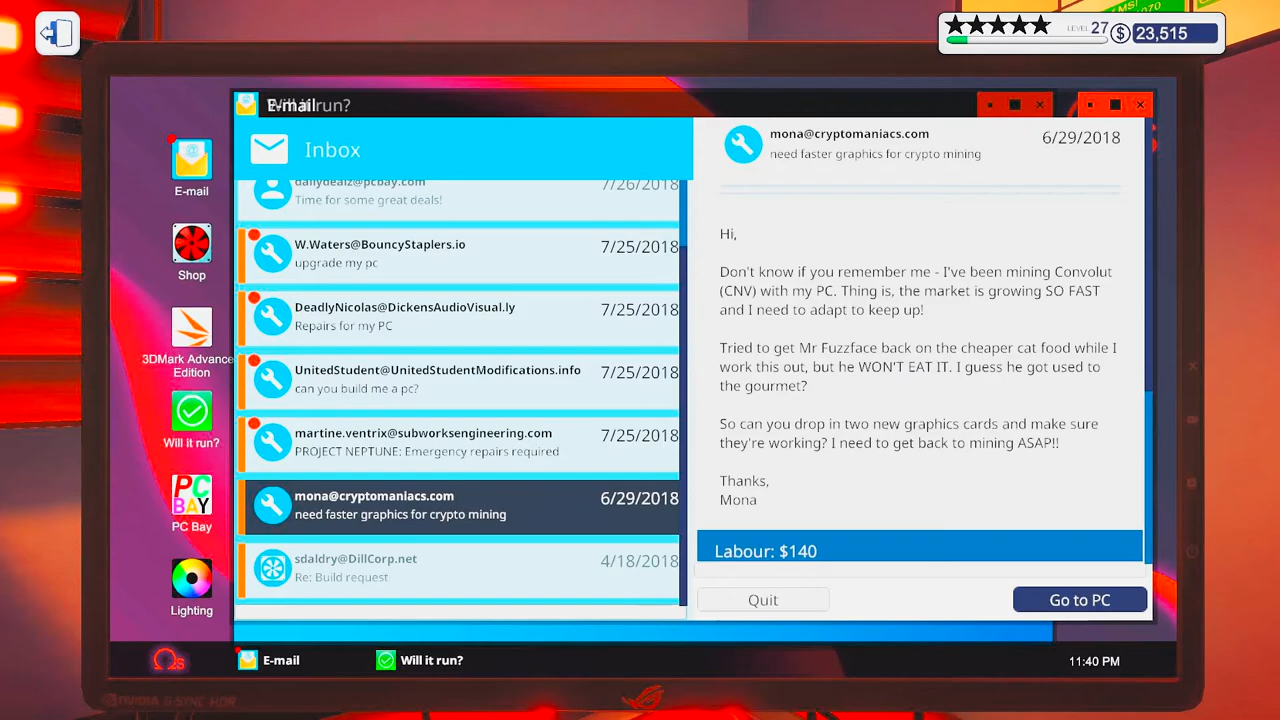 MSI
1070
LEVEL 27
$ 23,515
E-mail
Will it run?
Inbox
dailydealz@pcbay.com
7/26/2018
Time for some great deals!
W.Waters@BouncyStaplers.io
7/25/2018
upgrade my pc
DeadlyNicolas@DickensAudioVisual.ly
7/25/2018
Repairs for my PC
UnitedStudent@UnitedStudentModifications.info
7/25/2018
can you build me a pc?
martine.ventrix@subworksengineering.com
7/25/2018
PROJECT NEPTUNE: Emergency repairs required
mona@cryptomaniacs.com
6/29/2018
need faster graphics for crypto mining
sdaldry@DillCorp.net
4/18/2018
Re: Build request
mona@cryptomaniacs.com
6/29/2018
need faster graphics for crypto mining
Hi,
Don't know if you remember me - I've been mining Convolut
(CNV) with my PC. Thing is, the market is growing SO FAST
and I need to adapt to keep up!
Tried to get Mr Fuzzface back on the cheaper cat food while I
work this out, but he WON'T EAT IT. I guess he got used to
the gourmet?
So can you drop in two new graphics cards and make sure
they're working? I need to get back to mining ASAP!!
Thanks,
Mona
Labour: $140
Quit
Go to PC
E-mail
Shop
3DMark Advance
Edition
Will it run?
PC
BAY
PC Bay
Lighting
Ωs
E-mail
Will it run?
11:40 PM
NVIDIA G-SYNC HDR